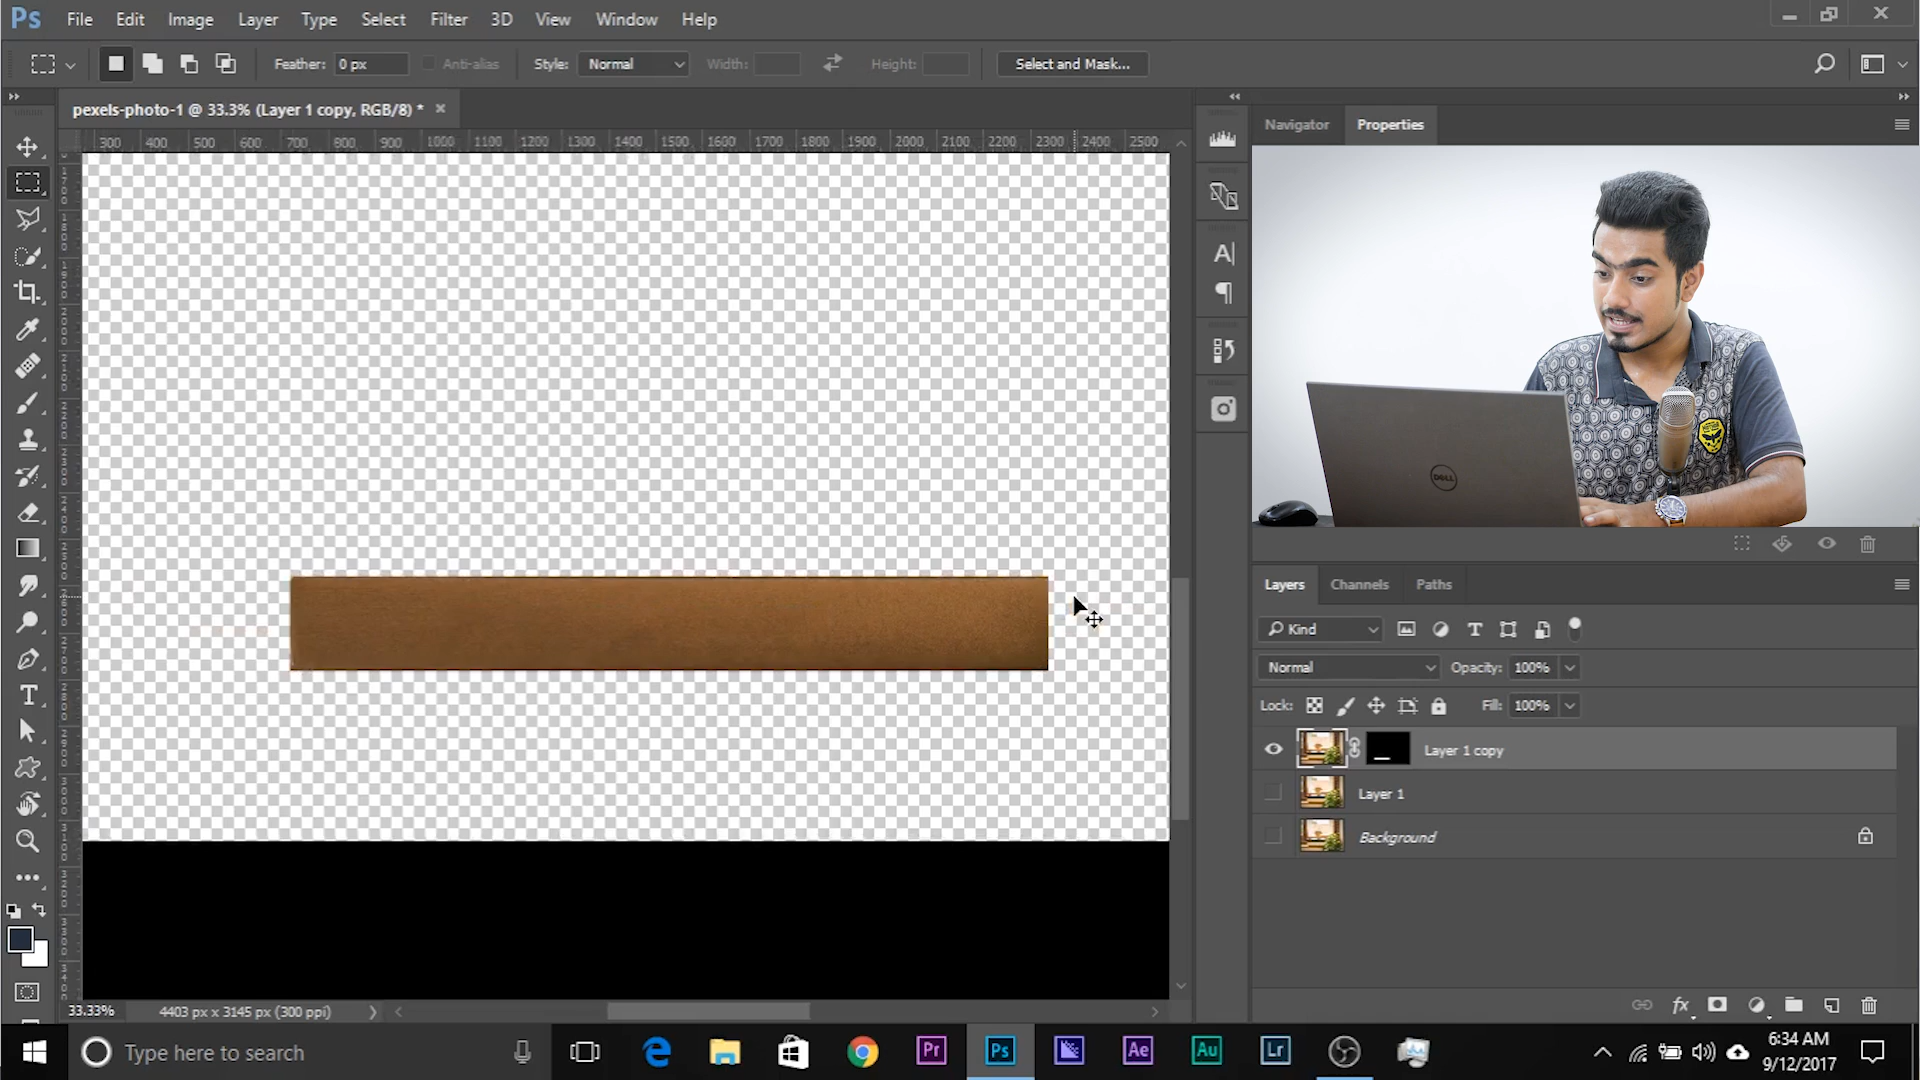 Ps File Edit Image Layer Type Select Filter 3D View Window Help
Feather: 0 px Anti-alias Style: Normal Width: Height: Select and Mask...
pexels-photo-1 @ 33.3% (Layer 1 copy, RGB/8) *
300 400 500 600 700 800 900 1000 1100 1200 1300 1400 1500 1600 1700 1800 1900 2000 2100 2200 2300 2400 2500
Navigator Properties
DELL
Layers Channels Paths
Kind
Normal Opacity: 100%
Lock: Fill: 100%
Layer 1 copy
Layer 1
Background
fx
33.33% 4403 px x 3145 px (300 ppi)
Type here to search
Pr Ps Ae Au Lr
6:34 AM
9/12/2017